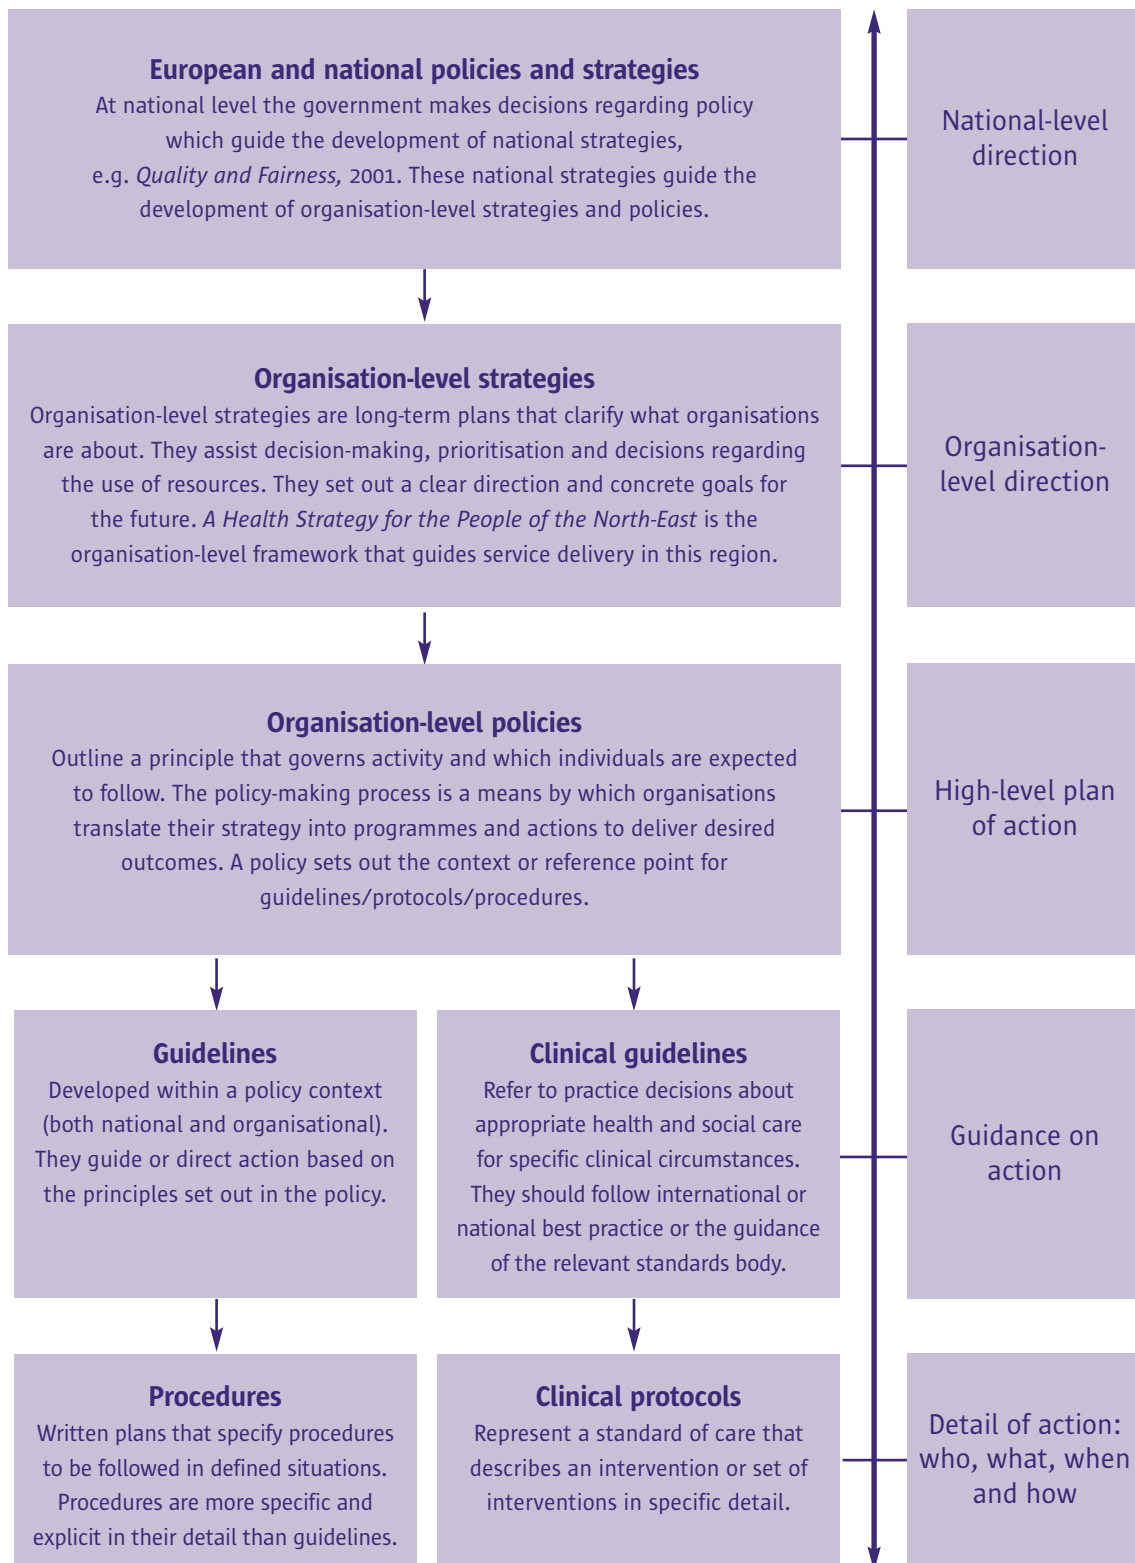 European and national policies and strategies
At national level the government makes decisions regarding policy
which guide the development of national strategies,
e.g. Quality and Fairness, 2001. These national strategies guide the
development of organisation-level strategies and policies.
National-level
direction
Organisation-level strategies
Organisation-level strategies are long-term plans that clarify what organisations
are about. They assist decision-making, prioritisation and decisions regarding
the use of resources. They set out a clear direction and concrete goals for
the future. A Health Strategy for the People of the North-East is the
organisation-level framework that guides service delivery in this region.
Organisation-
level direction
Organisation-level policies
Outline a principle that governs activity and which individuals are expected
to follow. The policy-making process is a means by which organisations
translate their strategy into programmes and actions to deliver desired
outcomes. A policy sets out the context or reference point for
guidelines/protocols/procedures.
High-level plan
of action
Guidelines
Developed within a policy context
(both national and organisational).
They guide or direct action based on
the principles set out in the policy.
Clinical guidelines
Refer to practice decisions about
appropriate health and social care
for specific clinical circumstances.
They should follow international or
national best practice or the guidance
of the relevant standards body.
Guidance on
action
Procedures
Written plans that specify procedures
to be followed in defined situations.
Procedures are more specific and
explicit in their detail than guidelines.
Clinical protocols
Represent a standard of care that
describes an intervention or set of
interventions in specific detail.
Detail of action:
who, what, when
and how